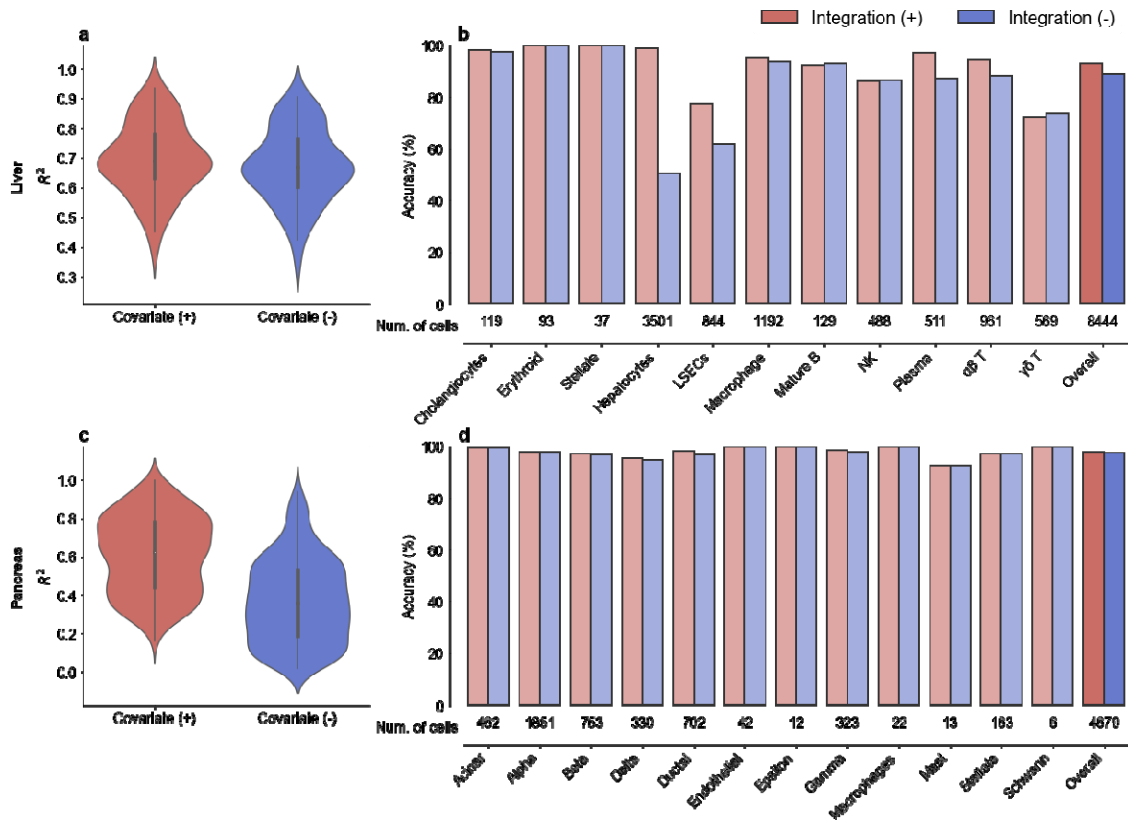 Integration (+) Integration (-)
a
Liver
R²
1.0
0.9
0.8
0.7
0.6
0.5
0.4
0.3
Covariate (+) Covariate (-)
b
Accuracy (%)
100
80
60
40
20
0
Num. of cells 119 93 37 3501 844 1192 129 488 511 961 569 8444
Cholangiocytes Erythroid Stellate Hepatocytes LSECs Macrophage Mature B NK Plasma αβ T γδ T Overall
c
Pancreas
R²
1.0
0.8
0.6
0.4
0.2
0.0
Covariate (+) Covariate (-)
d
Accuracy (%)
100
80
60
40
20
0
Num. of cells 462 1861 763 330 702 42 12 323 22 13 163 6 4670
Acinar Alpha Beta Delta Ductal Endothelial Epsilon Gamma Macrophages Mast Stellate Schwann Overall